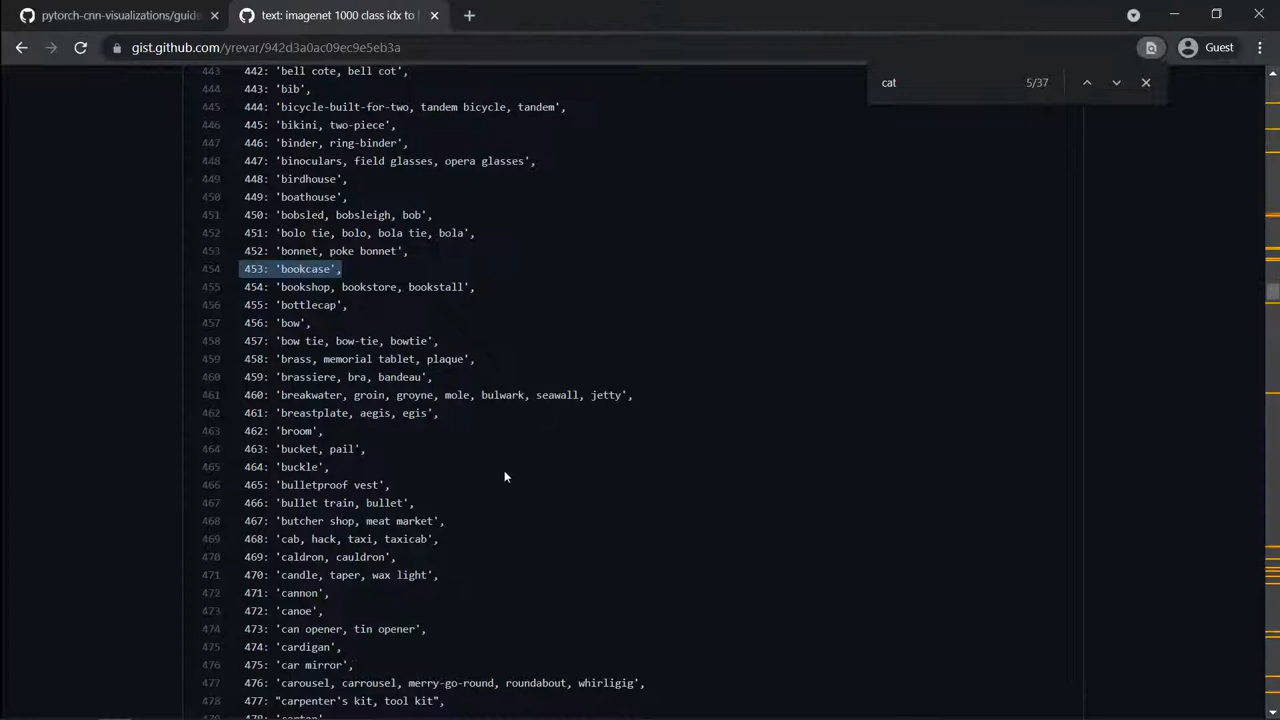 pytorch-cnn-visualizations/guide
text: imagenet 1000 class idx to
gist.github.com/yrevar/942d3a0ac09ec9e5eb3a
Guest
cat 5/37
443 442: 'bell cote, bell cot',
444 443: 'bib',
445 444: 'bicycle-built-for-two, tandem bicycle, tandem',
446 445: 'bikini, two-piece',
447 446: 'binder, ring-binder',
448 447: 'binoculars, field glasses, opera glasses',
449 448: 'birdhouse',
450 449: 'boathouse',
451 450: 'bobsled, bobsleigh, bob',
452 451: 'bolo tie, bolo, bola tie, bola',
453 452: 'bonnet, poke bonnet',
454 453: 'bookcase',
455 454: 'bookshop, bookstore, bookstall',
456 455: 'bottlecap',
457 456: 'bow',
458 457: 'bow tie, bow-tie, bowtie',
459 458: 'brass, memorial tablet, plaque',
460 459: 'brassiere, bra, bandeau',
461 460: 'breakwater, groin, groyne, mole, bulwark, seawall, jetty',
462 461: 'breastplate, aegis, egis',
463 462: 'broom',
464 463: 'bucket, pail',
465 464: 'buckle',
466 465: 'bulletproof vest',
467 466: 'bullet train, bullet',
468 467: 'butcher shop, meat market',
469 468: 'cab, hack, taxi, taxicab',
470 469: 'caldron, cauldron',
471 470: 'candle, taper, wax light',
472 471: 'cannon',
473 472: 'canoe',
474 473: 'can opener, tin opener',
475 474: 'cardigan',
476 475: 'car mirror',
477 476: 'carousel, carrousel, merry-go-round, roundabout, whirligig',
478 477: "carpenter's kit, tool kit",